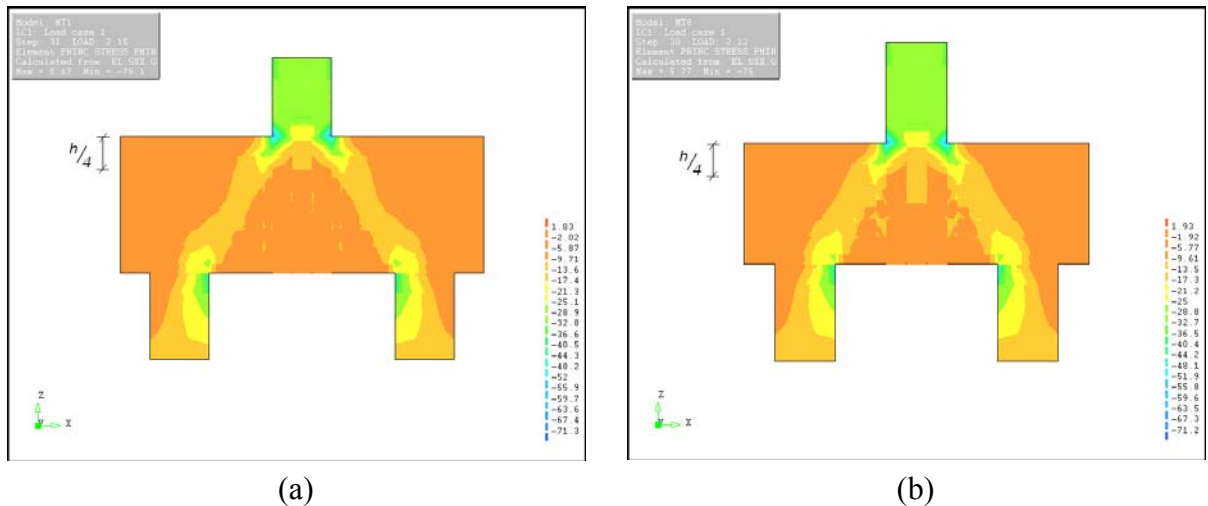 Model: MT1
LC1: Load case 1
Step: 31 LOAD: 2.15
Element PRINC STRESS PMIN
Calculated from: EL SXX G
h/4
1.83
-2.02
-5.87
-9.71
-13.6
-17.4
-21.3
-25.1
-28.9
-32.8
-36.6
-40.5
-44.3
-48.2
-52
-55.9
-59.7
-63.6
-67.4
-71.3
Z
X
(a)
LC1: Load case 1
Step: 30 LOAD: 2.12
Element PRINC STRESS PMIN
Calculated from: EL SXX G
h/4
1.93
-1.92
-5.77
-9.61
-13.5
-17.3
-21.2
-25
-28.8
-32.7
-36.5
-40.4
-44.2
-48.1
-51.9
-55.8
-59.6
-63.5
-67.3
-71.2
Z
X
(b)